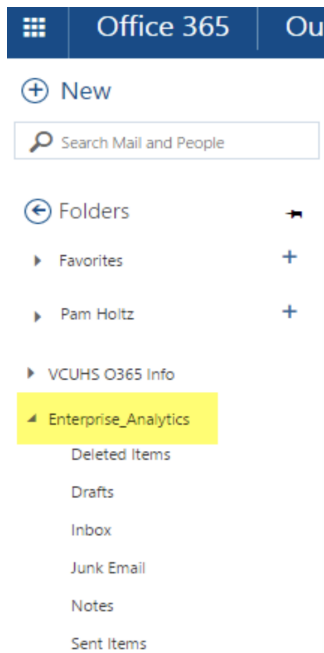 Office 365 Ou
New
Search Mail and People
Folders
Favorites
Pam Holtz
VCUHS O365 Info
Enterprise_Analytics
Deleted Items
Drafts
Inbox
Junk Email
Notes
Sent Items